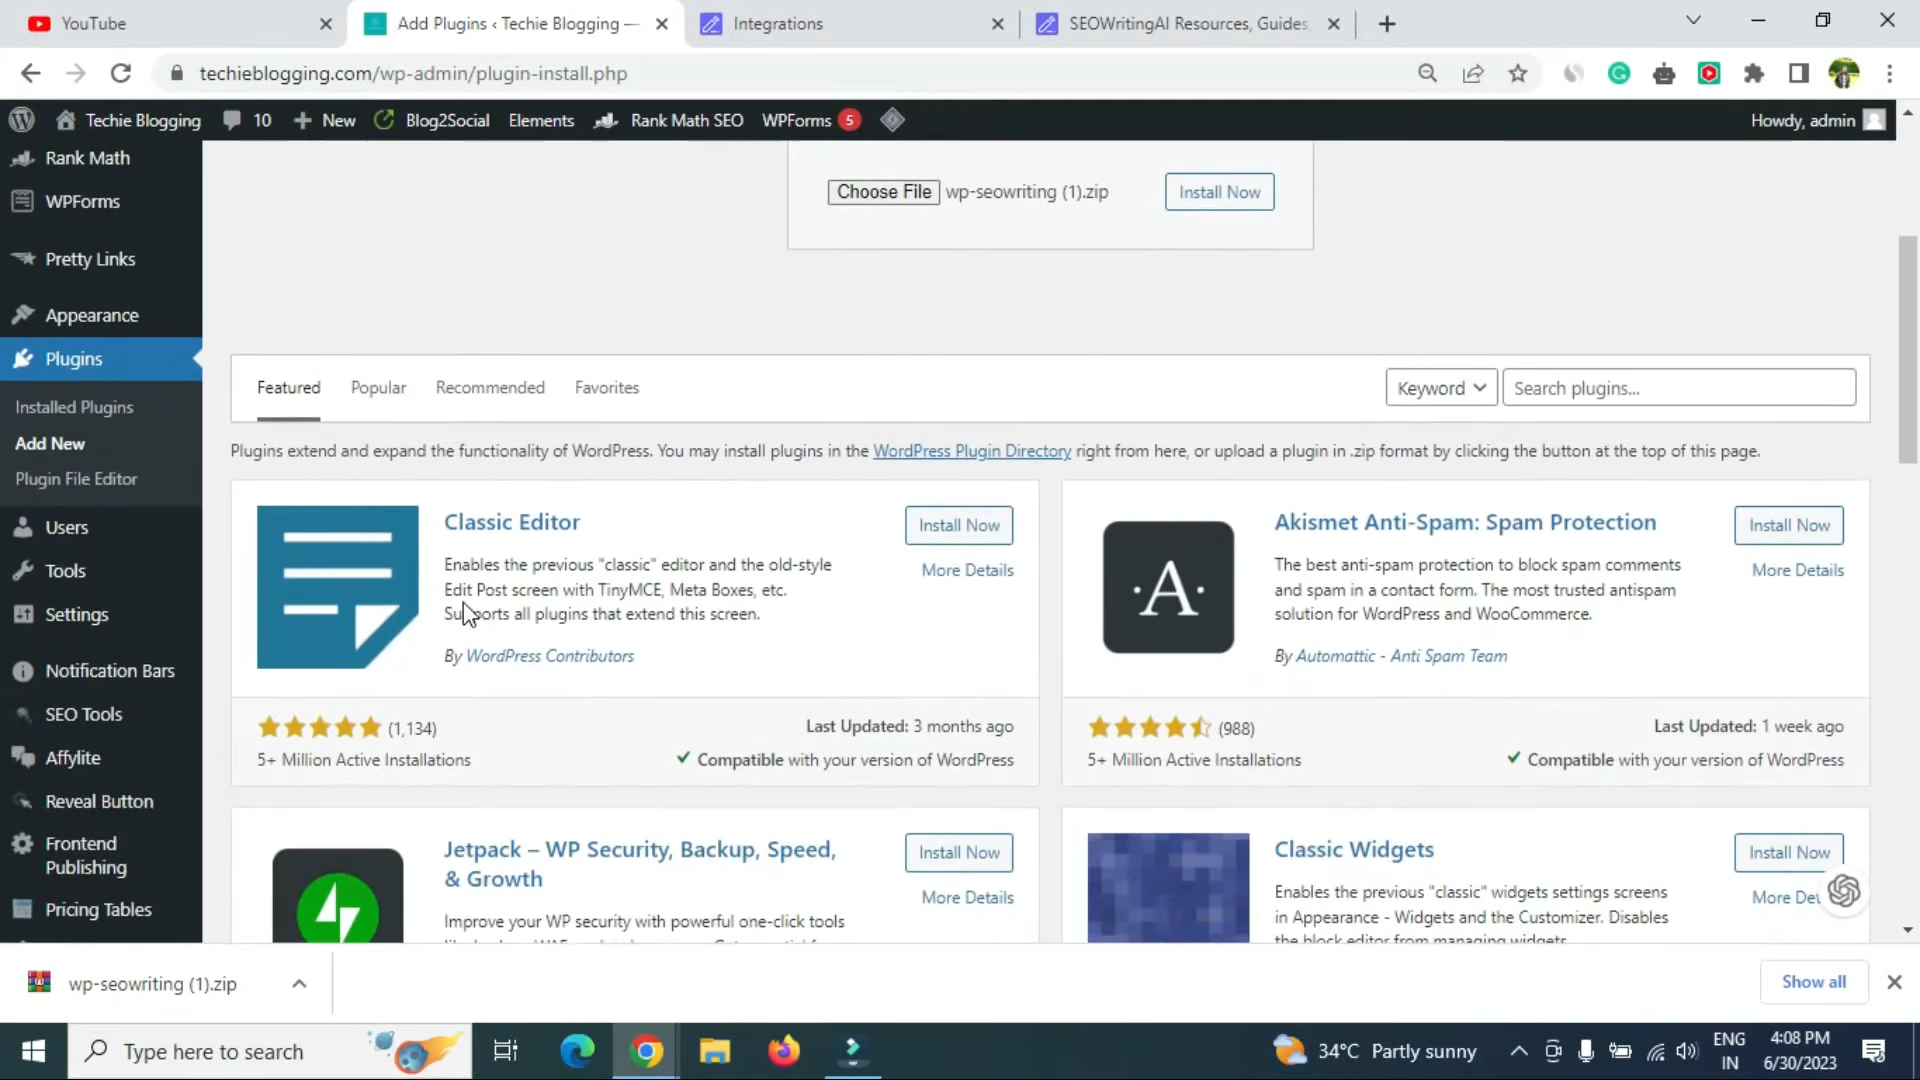 YouTube
Add Plugins ‹ Techie Blogging —
Integrations
SEOWritingAI Resources, Guides,
techieblogging.com/wp-admin/plugin-install.php
Techie Blogging
10
New
Blog2Social
Elements
Rank Math SEO
WPForms 5
Howdy, admin
Rank Math
WPForms
Pretty Links
Appearance
Plugins
Installed Plugins
Add New
Plugin File Editor
Users
Tools
Settings
Notification Bars
SEO Tools
Affylite
Reveal Button
Frontend
Publishing
Pricing Tables
Choose File wp-seowriting (1).zip
Install Now
Featured
Popular
Recommended
Favorites
Keyword
Search plugins...
Plugins extend and expand the functionality of WordPress. You may install plugins in the WordPress Plugin Directory right from here, or upload a plugin in .zip format by clicking the button at the top of this page.
Classic Editor
Install Now
More Details
Enables the previous "classic" editor and the old-style
Edit Post screen with TinyMCE, Meta Boxes, etc.
Supports all plugins that extend this screen.
By WordPress Contributors
(1,134)
5+ Million Active Installations
Last Updated: 3 months ago
Compatible with your version of WordPress
·A·
Akismet Anti-Spam: Spam Protection
Install Now
More Details
The best anti-spam protection to block spam comments
and spam in a contact form. The most trusted antispam
solution for WordPress and WooCommerce.
By Automattic - Anti Spam Team
(988)
5+ Million Active Installations
Last Updated: 1 week ago
Compatible with your version of WordPress
Jetpack – WP Security, Backup, Speed,
& Growth
Install Now
More Details
Improve your WP security with powerful one-click tools
Classic Widgets
Install Now
More
Enables the previous "classic" widgets settings screens
in Appearance - Widgets and the Customizer. Disables
the block editor from managing widgets
wp-seowriting (1).zip
Show all
Type here to search
34°C Partly sunny
ENG
IN
4:08 PM
6/30/2023